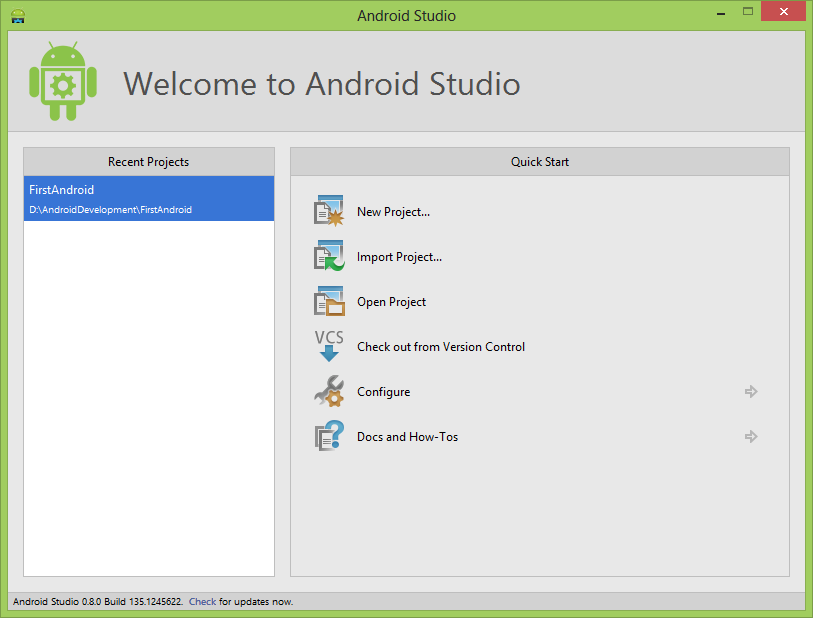 Android Studio
Welcome to Android Studio
Recent Projects
FirstAndroid
D:\AndroidDevelopment\FirstAndroid
Quick Start
New Project...
Import Project...
Open Project
VCS
Check out from Version Control
Configure
Docs and How-Tos
Android Studio 0.8.0 Build 135.1245622. Check for updates now.